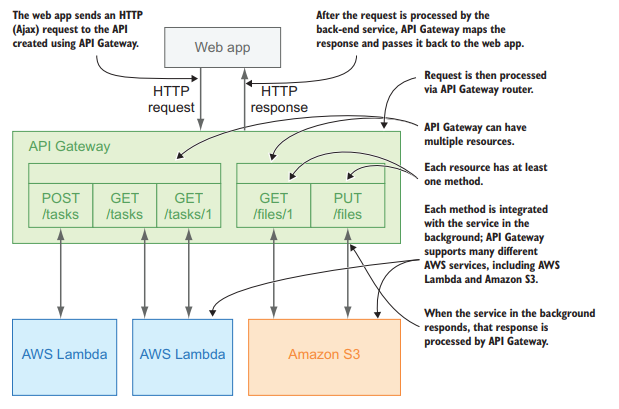 The web app sends an HTTP
(Ajax) request to the API
created using API Gateway.
After the request is processed by the
back-end service, API Gateway maps the
response and passes it back to the web app.
Web app
HTTP
request
HTTP
response
Request is then processed
via API Gateway router.
API Gateway can have
multiple resources.
Each resource has at least
one method.
API Gateway
POST
/tasks
GET
/tasks
GET
/tasks/1
GET
/files/1
PUT
/files
Each method is integrated
with the service in the
background; API Gateway
supports many different
AWS services, including AWS
Lambda and Amazon S3.
When the service in the background
responds, that response is
processed by API Gateway.
AWS Lambda
AWS Lambda
Amazon S3